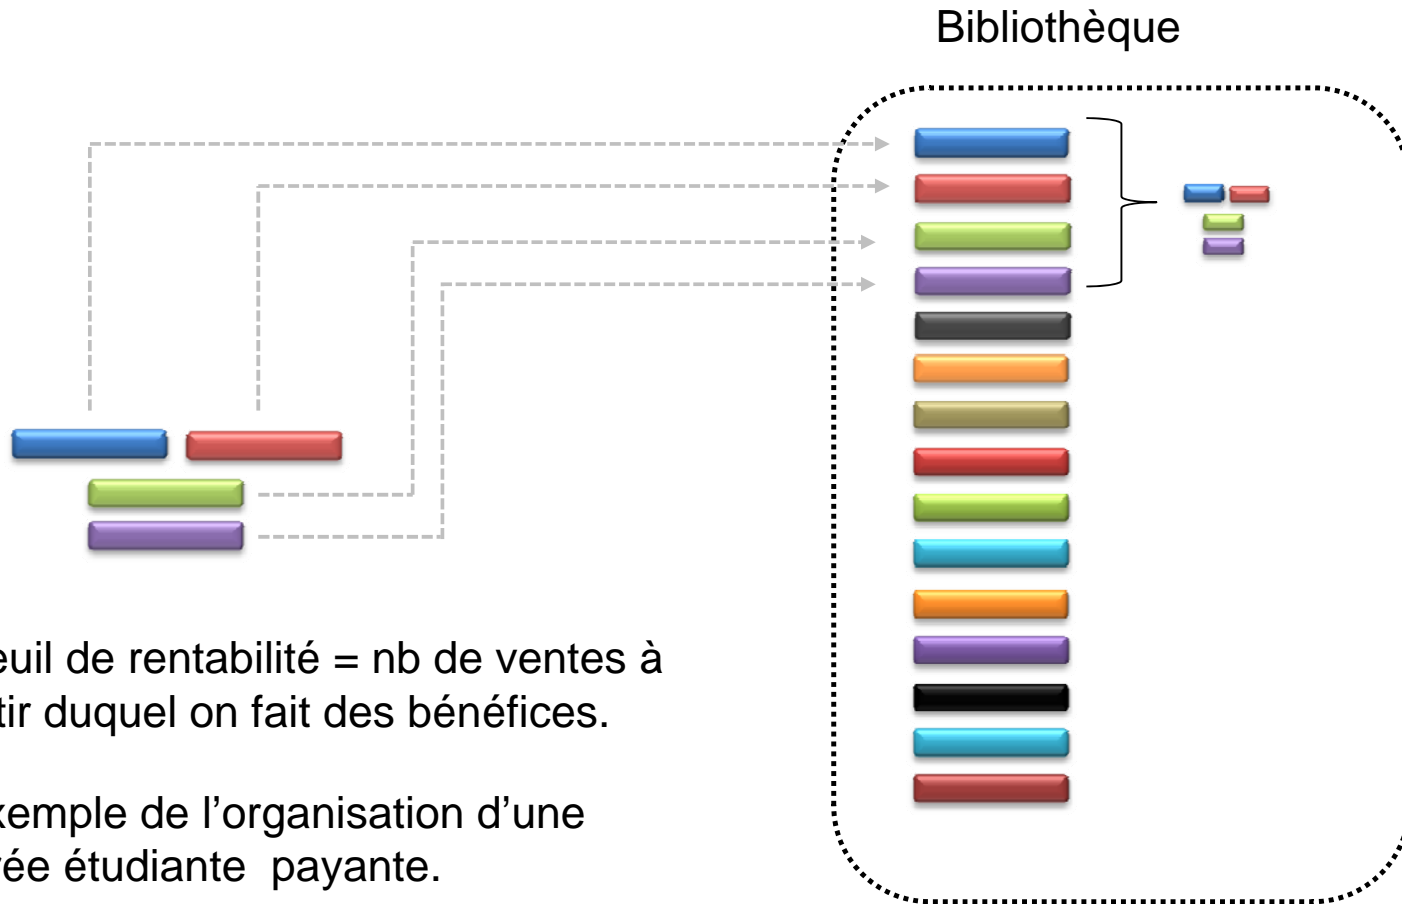 Bibliothèque
euil de rentabilité = nb de ventes à
tir duquel on fait des bénéfices.
xemple de l’organisation d’une
rée étudiante  payante.